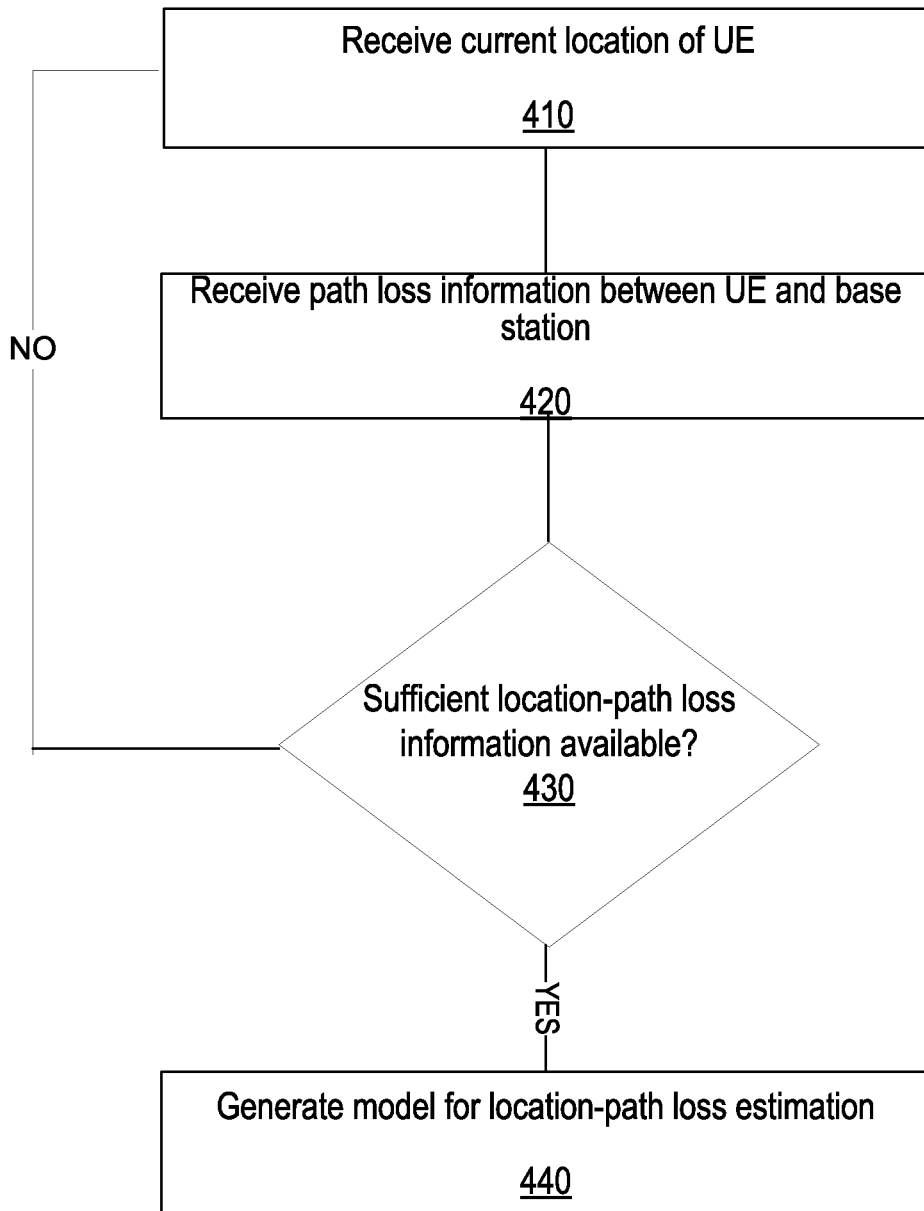 Receive current location of UE
410
Receive path loss information between UE and base
station
420
NO
Sufficient location-path loss
information available?
430
YES
Generate model for location-path loss estimation
440